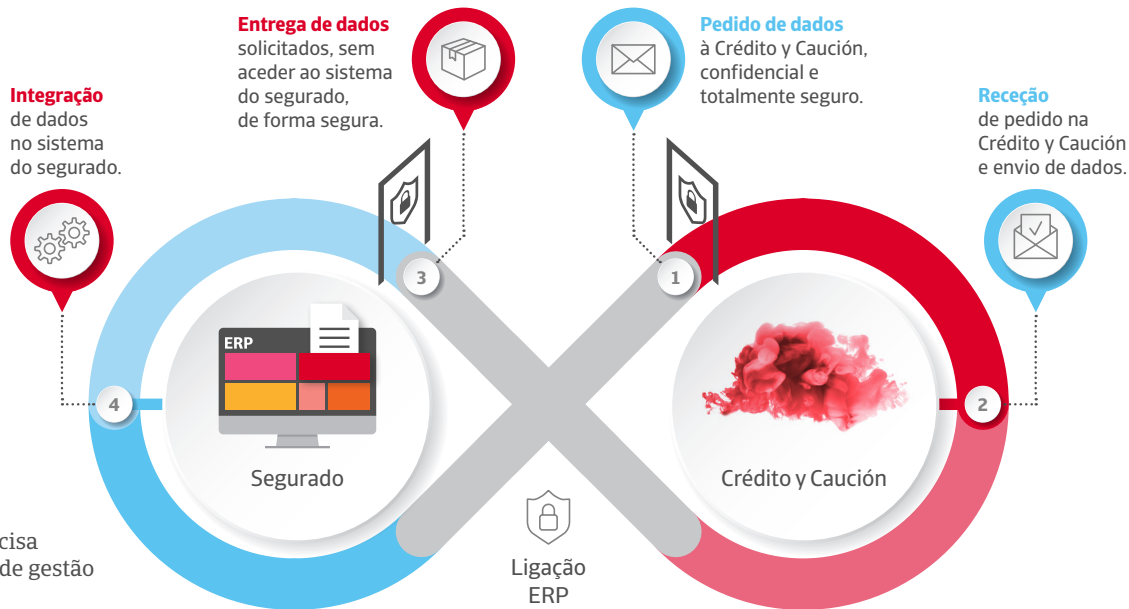 Entrega de dados
solicitados, sem
aceder ao sistema
do segurado,
de forma segura.
Pedido de dados
à Crédito y Caución,
confidencial e
totalmente seguro.
Integração
de dados
no sistema
do segurado.
Receção
de pedido na
Crédito y Caución
e envio de dados.
3
1
ERP
4
2
Segurado
Crédito y Caución
cisa
de gestão
Ligação
ERP